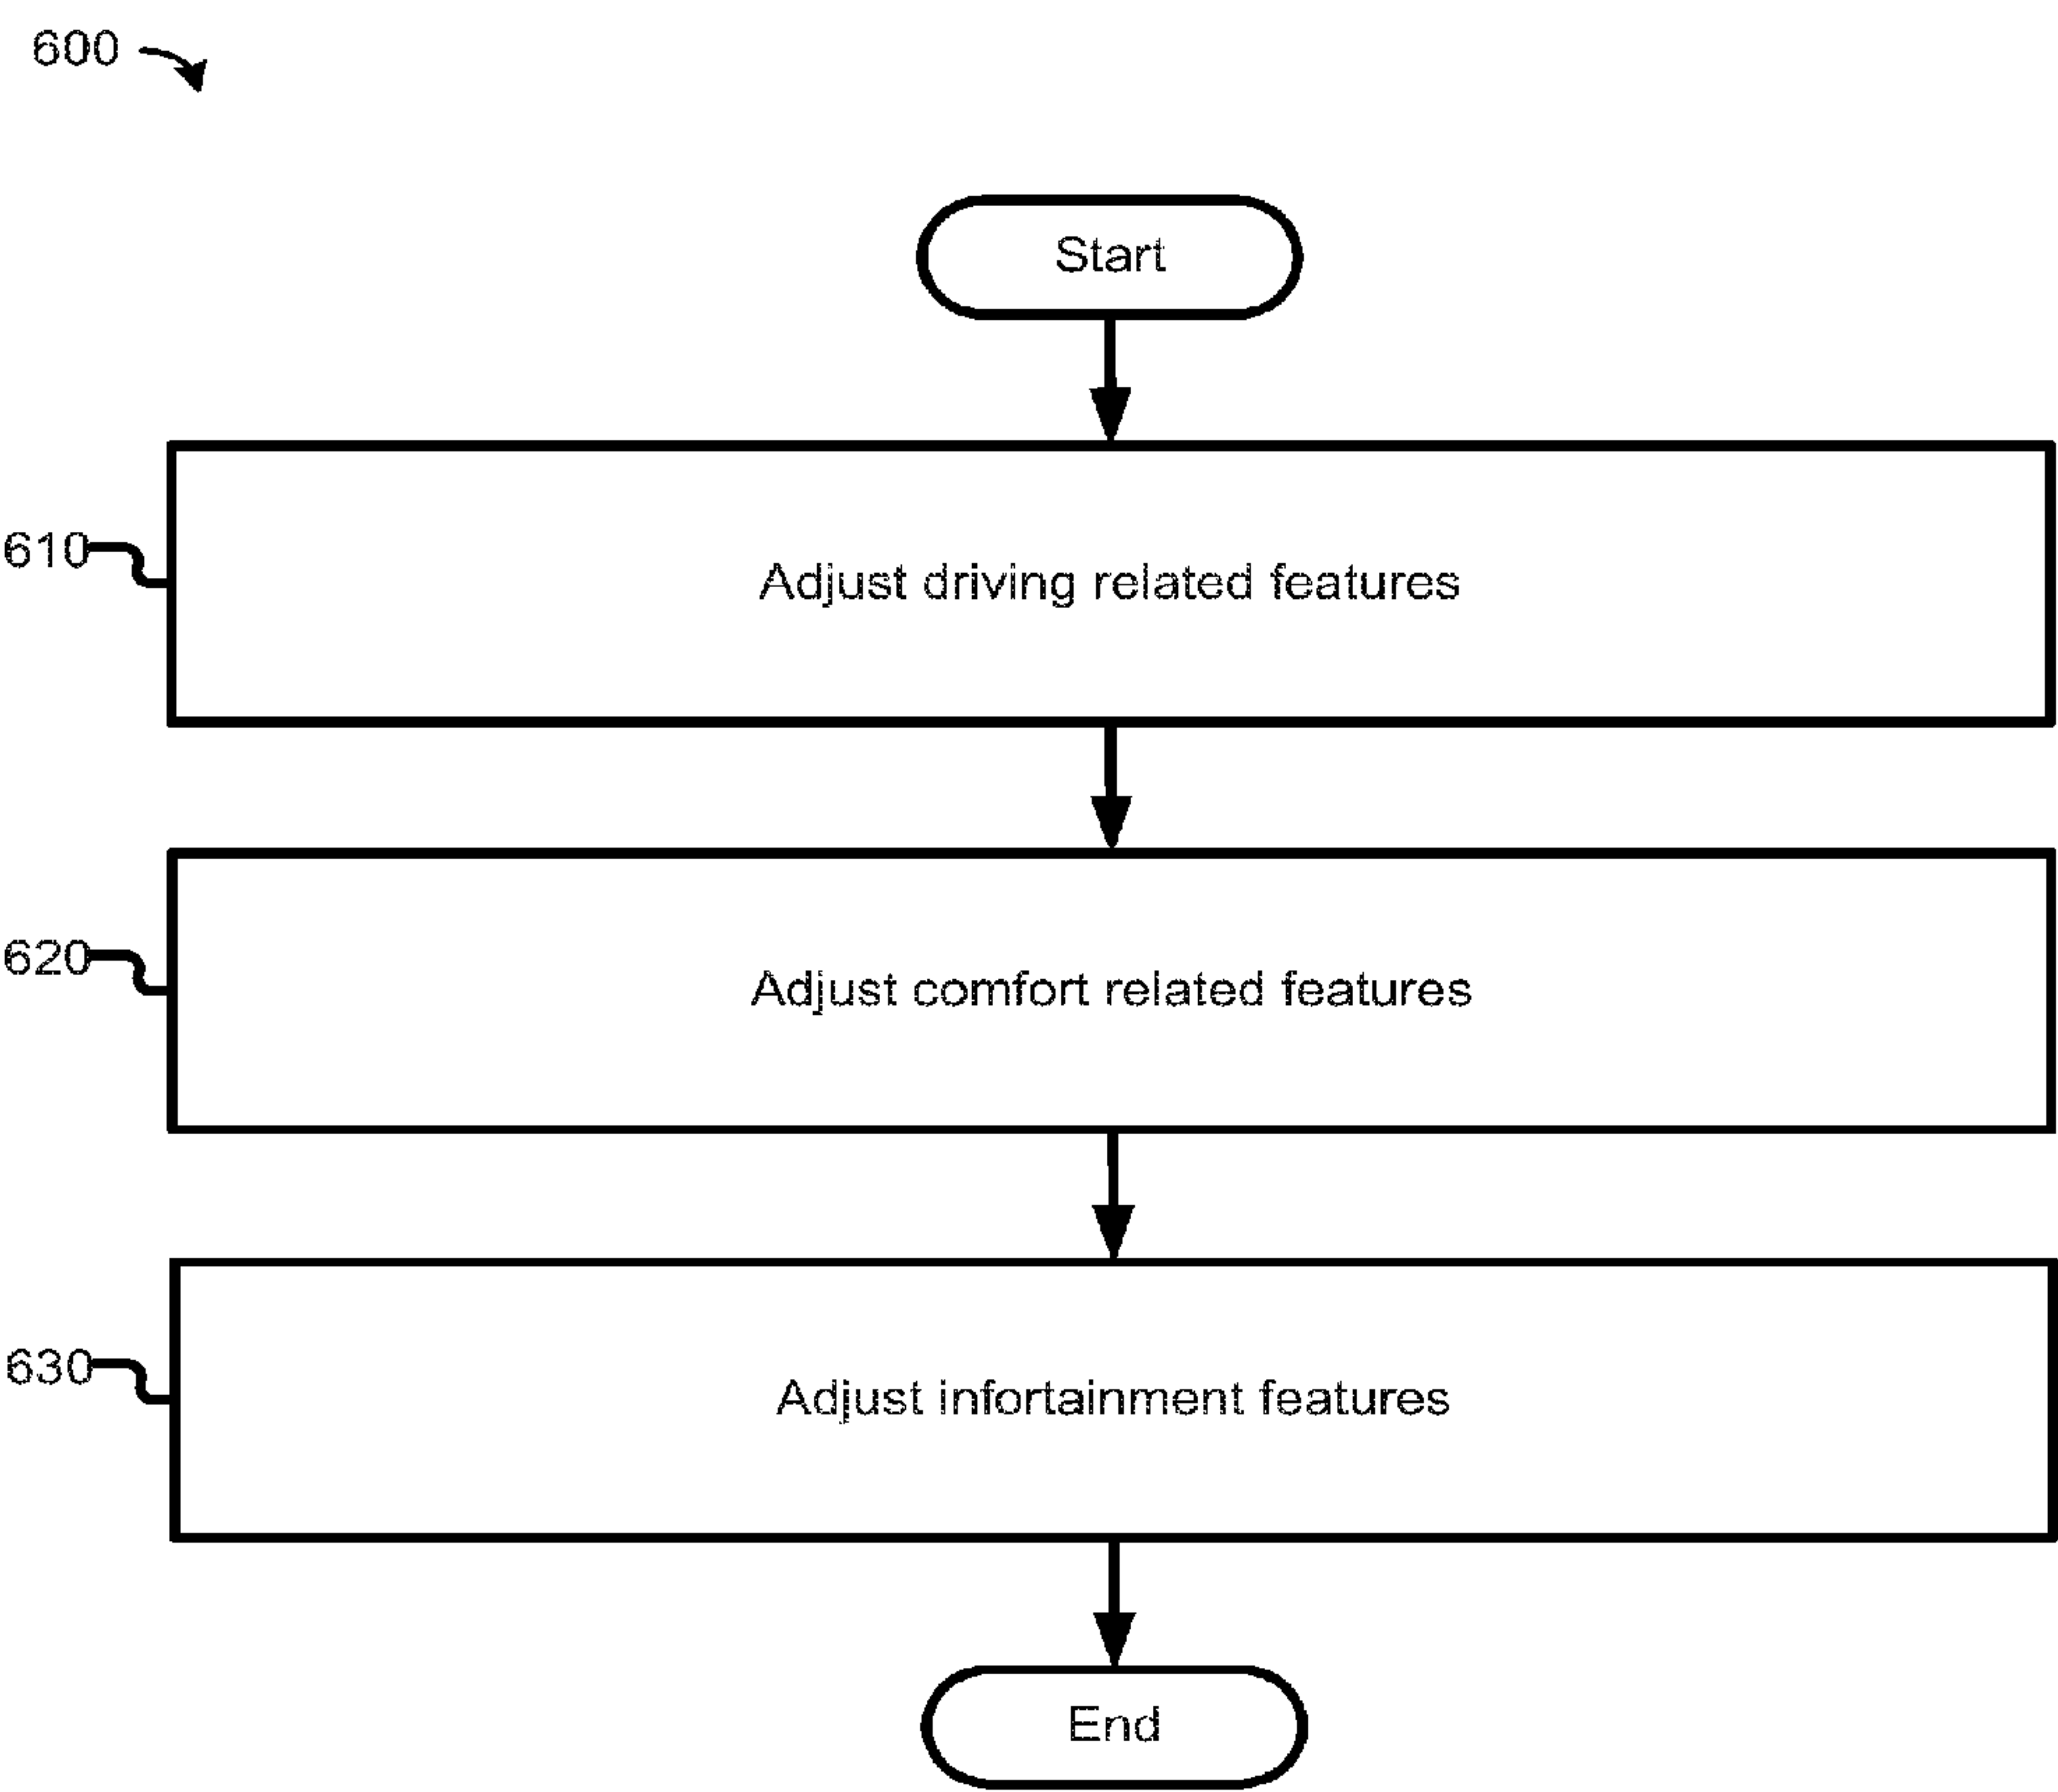 600
Start
610
Adjust driving related features
620
Adjust comfort related features
630
Adjust infortainment features
End